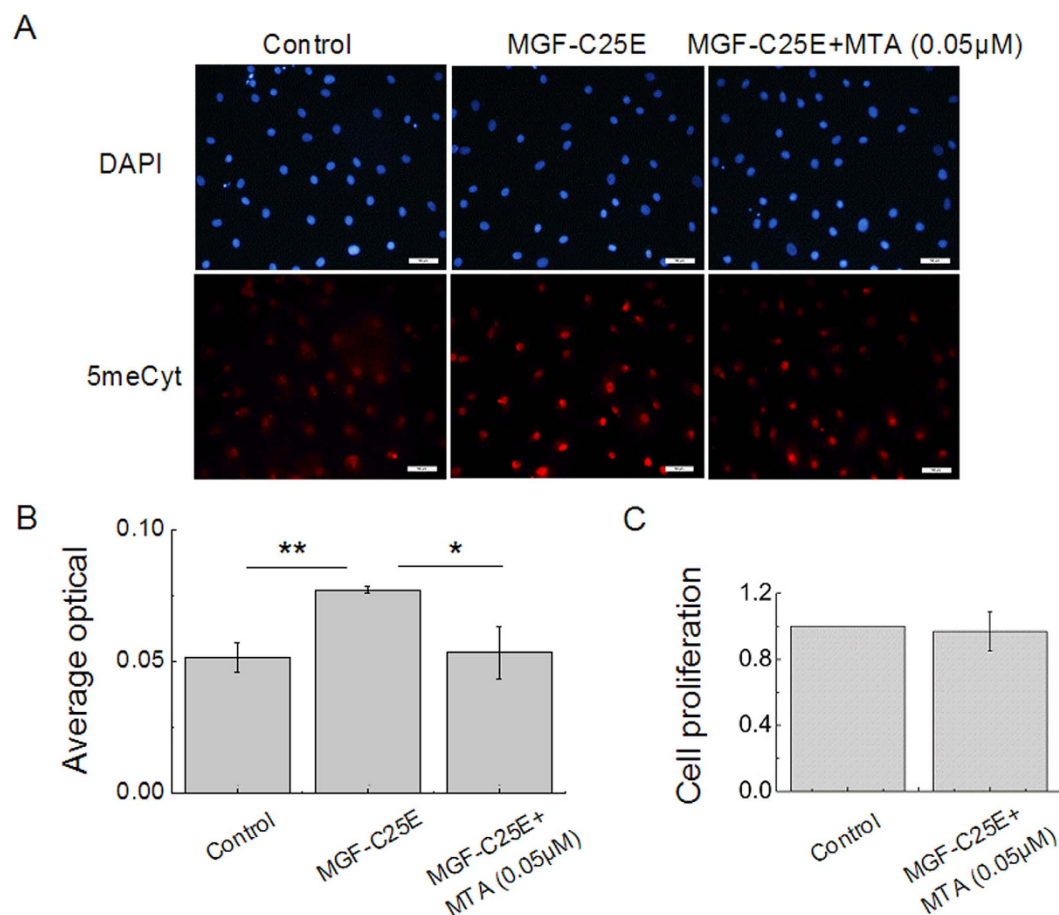 A
Control
MGF-C25E
MGF-C25E+MTA (0.05µM)
DAPI
5meCyt
B
Average optical
0.10
0.05
0.00
**
*
Control
MGF-C25E
MGF-C25E+
MTA (0.05µM)
C
Cell proliferation
1.2
0.8
0.4
0.0
Control
MGF-C25E+
MTA (0.05µM)